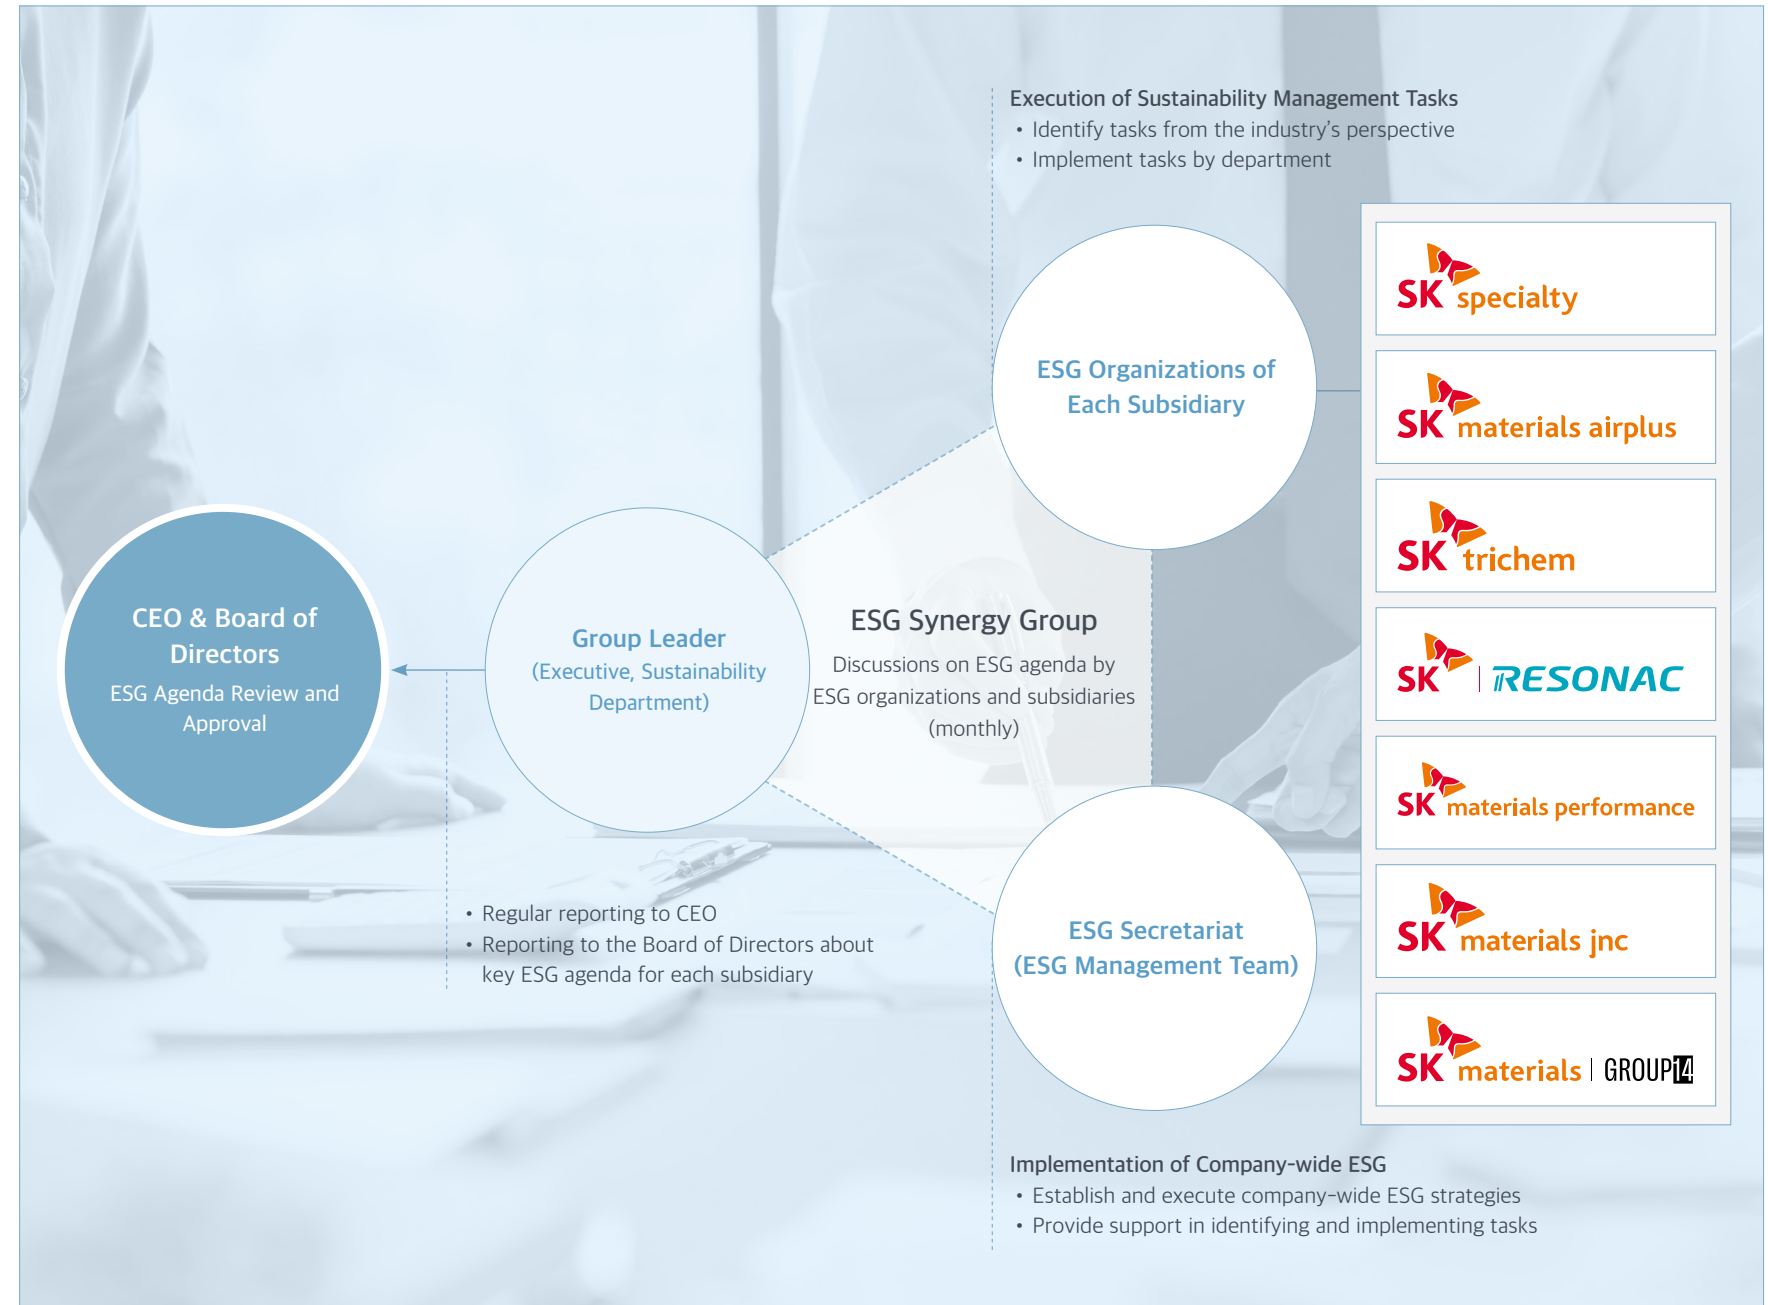 Execution of Sustainability Management Tasks
• Identify tasks from the industry's perspective
• Implement tasks by department
ESG Organizations of
Each Subsidiary
SK specialty
SK materials airplus
SK trichem
SK | RESONAC
SK materials performance
SK materials jnc
SK materials | GROUP14
CEO & Board of
Directors
ESG Agenda Review and
Approval
Group Leader
(Executive, Sustainability
Department)
ESG Synergy Group
Discussions on ESG agenda by
ESG organizations and subsidiaries
(monthly)
• Regular reporting to CEO
• Reporting to the Board of Directors about
key ESG agenda for each subsidiary
ESG Secretariat
(ESG Management Team)
Implementation of Company-wide ESG
• Establish and execute company-wide ESG strategies
• Provide support in identifying and implementing tasks